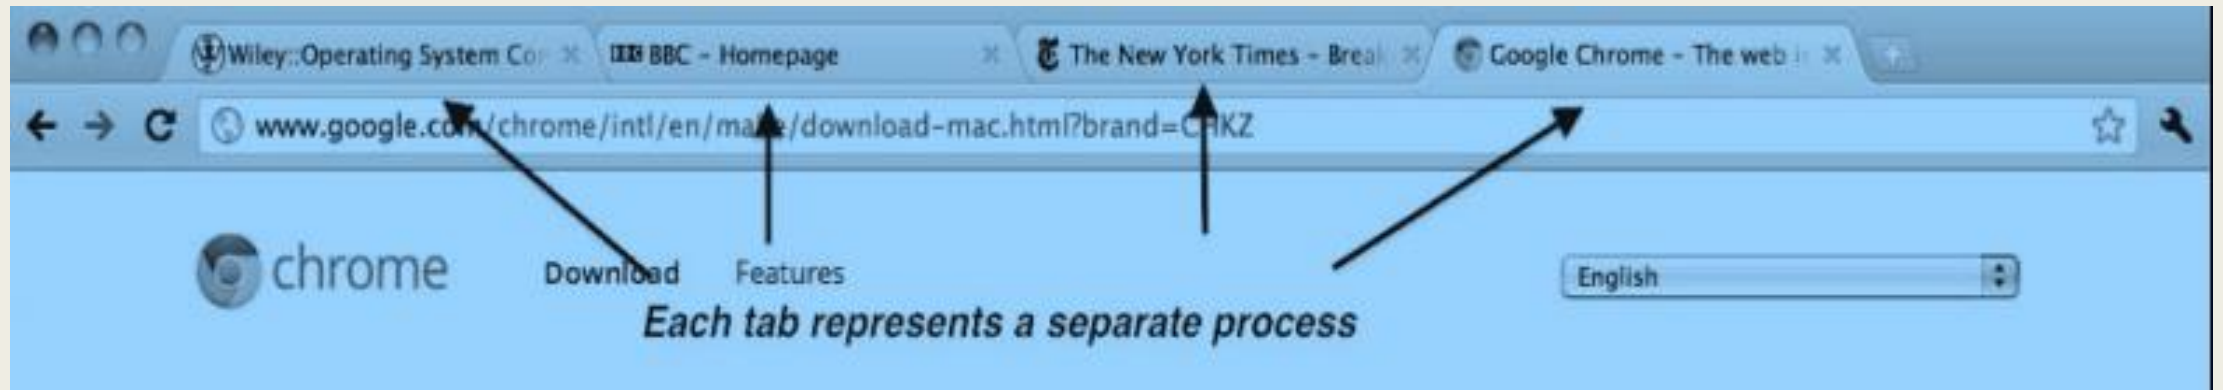 Wiley::Operating System Co
BBC - Homepage
The New York Times - Brea
Google Chrome - The web i
www.google.com/chrome/intl/en/make/download-mac.html?brand=CHKZ
chrome
Download
Features
English
Each tab represents a separate process